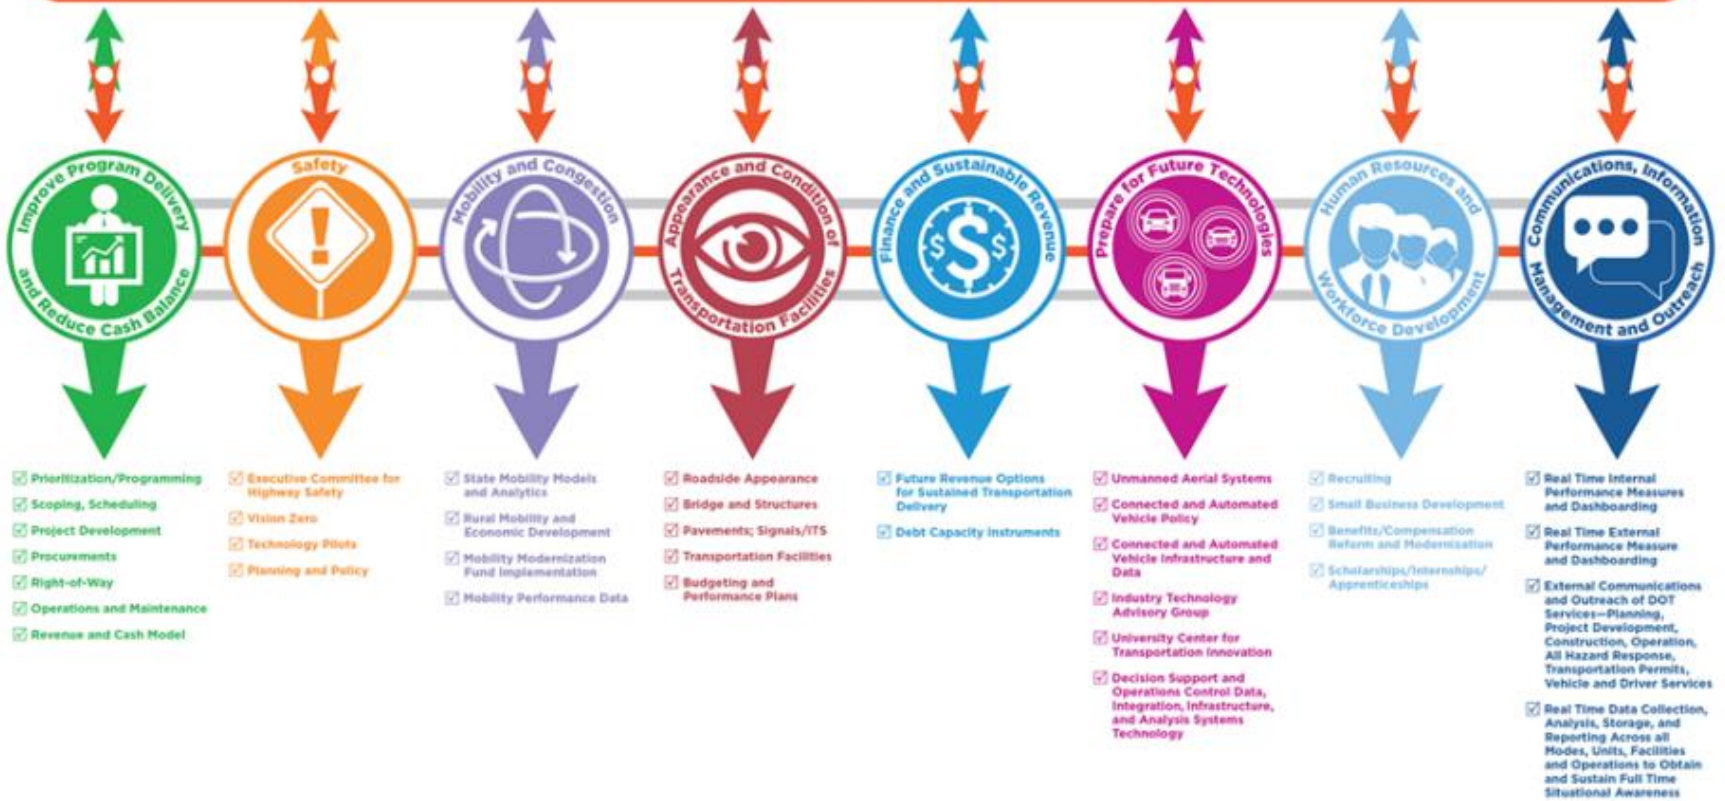 Improve Program Delivery
and Reduce Cash Balance
Safety
Mobility and Congestion
Appearance and Condition of
Transportation Facilities
Finance and Sustainable Revenue
Prepare for Future Technologies
Human Resources and
Workforce Development
Communications, Information
Management and Outreach
Prioritization/Programming
Scoping, Scheduling
Project Development
Procurements
Right-of-Way
Operations and Maintenance
Revenue and Cash Model
Executive Committee for
Highway Safety
Vision Zero
Technology Pilots
Planning and Policy
State Mobility Models
and Analytics
Rural Mobility and
Economic Development
Mobility Modernization
Fund Implementation
Mobility Performance Data
Roadside Appearance
Bridge and Structures
Pavements; Signals/ITS
Transportation Facilities
Budgeting and
Performance Plans
Future Revenue Options
for Sustained Transportation
Delivery
Debt Capacity Instruments
Unmanned Aerial Systems
Connected and Automated
Vehicle Policy
Connected and Automated
Vehicle Infrastructure and
Data
Industry Technology
Advisory Group
University Center for
Transportation Innovation
Decision Support and
Operations Control Data,
Integration, Infrastructure,
and Analysis Systems
Technology
Recruiting
Small Business Development
Benefits/Compensation
Reform and Modernization
Scholarships/Internships/
Apprenticeships
Real Time Internal
Performance Measures
and Dashboarding
Real Time External
Performance Measure
and Dashboarding
External Communications
and Outreach of DOT
Services—Planning,
Project Development,
Construction, Operation,
All Hazard Response,
Transportation Permits,
Vehicle and Driver Services
Real Time Data Collection,
Analysis, Storage, and
Reporting Across all
Modes, Units, Facilities
and Operations to Obtain
and Sustain Full Time
Situational Awareness